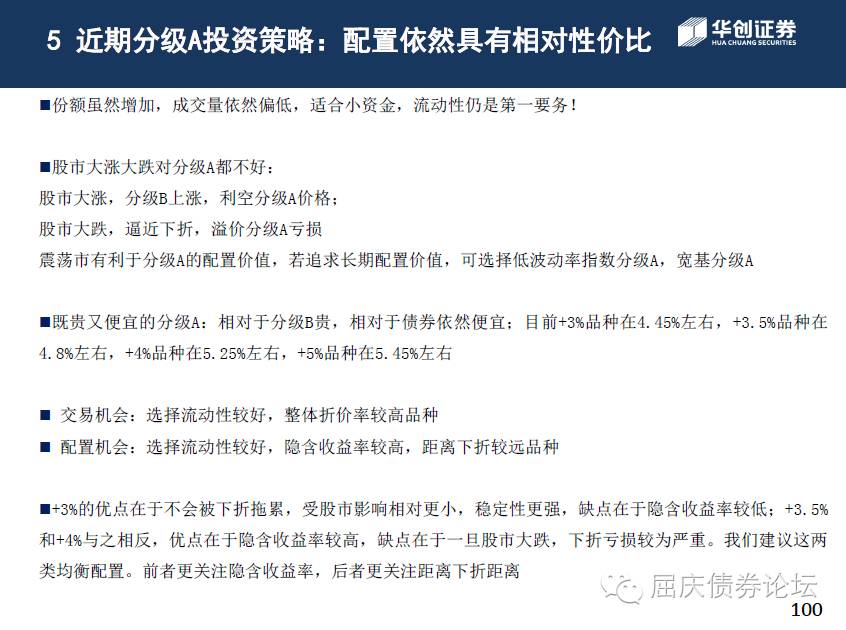 5 近期分级A投资策略：配置依然具有相对性价比
华创证券
HUA CHUANG SECURITIES
■份额虽然增加，成交量依然偏低，适合小资金，流动性仍是第一要务！
■股市大涨大跌对分级A都不好：
股市大涨，分级B上涨，利空分级A价格；
股市大跌，逼近下折，溢价分级A亏损
震荡市有利于分级A的配置价值，若追求长期配置价值，可选择低波动率指数分级A，宽基分级A
■既贵又便宜的分级A：相对于分级B贵，相对于债券依然便宜；目前+3%品种在4.45%左右，+3.5%品种在
4.8%左右，+4%品种在5.25%左右，+5%品种在5.45%左右
■ 交易机会：选择流动性较好，整体折价率较高品种
■ 配置机会：选择流动性较好，隐含收益率较高，距离下折较远品种
■+3%的优点在于不会被下折拖累，受股市影响相对更小，稳定性更强，缺点在于隐含收益率较低；+3.5%
和+4%与之相反，优点在于隐含收益率较高，缺点在于一旦股市大跌，下折亏损较为严重。我们建议这两
类均衡配置。前者更关注隐含收益率，后者更关注距离下折距离
屈庆债券论坛
100